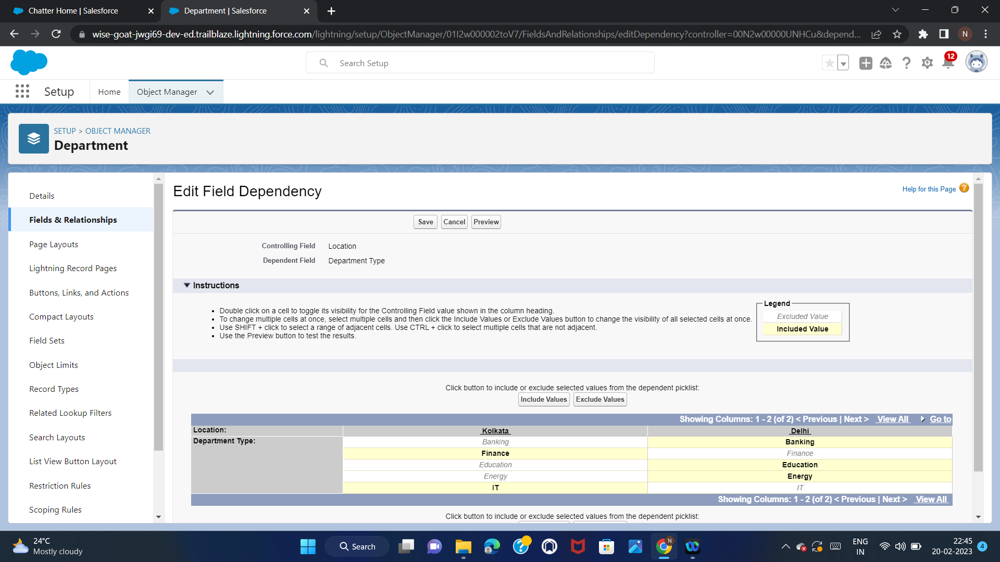 Chatter Home | Salesforce
Department | Salesforce
wise-goat-jwgi69-dev-ed.trailblaze.lightning.force.com/lightning/setup/ObjectManager/01I2w000002toV7/FieldsAndRelationships/editDependency?controller=00N2w00000UNHCu&depend...
N
Search Setup
12
Setup
Home
Object Manager
SETUP > OBJECT MANAGER
Department
Details
Fields & Relationships
Page Layouts
Lightning Record Pages
Buttons, Links, and Actions
Compact Layouts
Field Sets
Object Limits
Record Types
Related Lookup Filters
Search Layouts
List View Button Layout
Restriction Rules
Scoping Rules
Edit Field Dependency
Help for this Page ?
Save Cancel Preview
Controlling Field Location
Dependent Field Department Type
Instructions
• Double click on a cell to toggle its visibility for the Controlling Field value shown in the column heading.
• To change multiple cells at once, select multiple cells and then click the Include Values or Exclude Values button to change the visibility of all selected cells at once.
• Use SHIFT + click to select a range of adjacent cells. Use CTRL + click to select multiple cells that are not adjacent.
• Use the Preview button to test the results.
Legend
Excluded Value
Included Value
Click button to include or exclude selected values from the dependent picklist:
Include Values Exclude Values
Showing Columns: 1 - 2 (of 2) < Previous | Next > View All Go to
Location: Kolkata Delhi
Department Type: Banking Banking
Finance Finance
Education Education
Energy Energy
IT IT
Showing Columns: 1 - 2 (of 2) < Previous | Next > View All
Click button to include or exclude selected values from the dependent picklist:
24°C
Mostly cloudy
Search
N
ENG
IN
22:45
20-02-2023
4